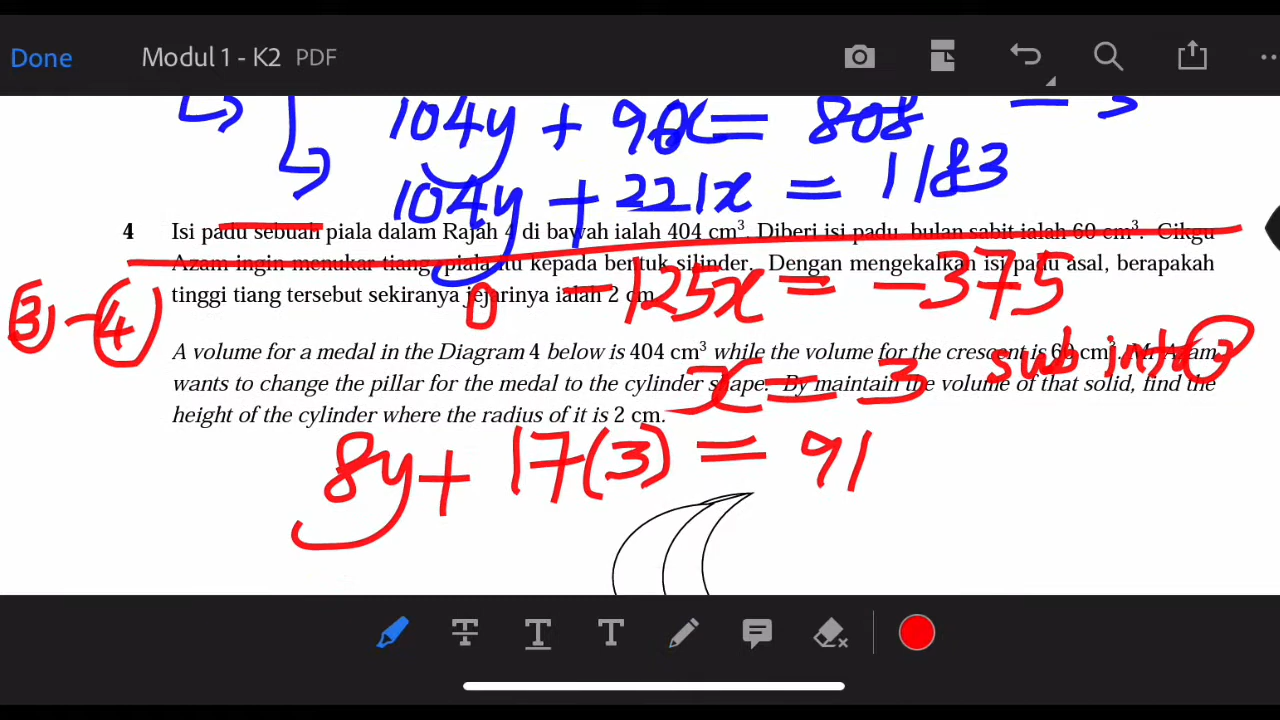 Done Modul 1 - K2 PDF
104y + 96x = 808 — 3
104y + 221x = 1183
4 Isi padu sebuah piala dalam Rajah 4 di bawah ialah 404 cm³. Diberi isi padu bulan sabit ialah 60 cm³. Cikgu
Azam ingin menukar tiang piala itu kepada bentuk silinder. Dengan mengekalkan isi padu asal, berapakah
tinggi tiang tersebut sekiranya jejarinya ialah 2 cm.
0 - 125x = - 375
3 - 4
sub into 2
A volume for a medal in the Diagram 4 below is 404 cm³ while the volume for the crescent is 60 cm³. Mr Azam
wants to change the pillar for the medal to the cylinder shape. By maintain the volume of that solid, find the
height of the cylinder where the radius of it is 2 cm.
x = 3
8y + 17(3) = 91
T T T